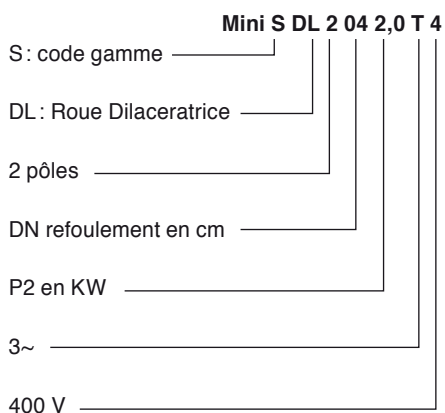 Mini S DL 2 04 2,0 T 4
S : code gamme
DL : Roue Dilaceratrice
2 pôles
DN refoulement en cm
P2 en KW
3~
400 V